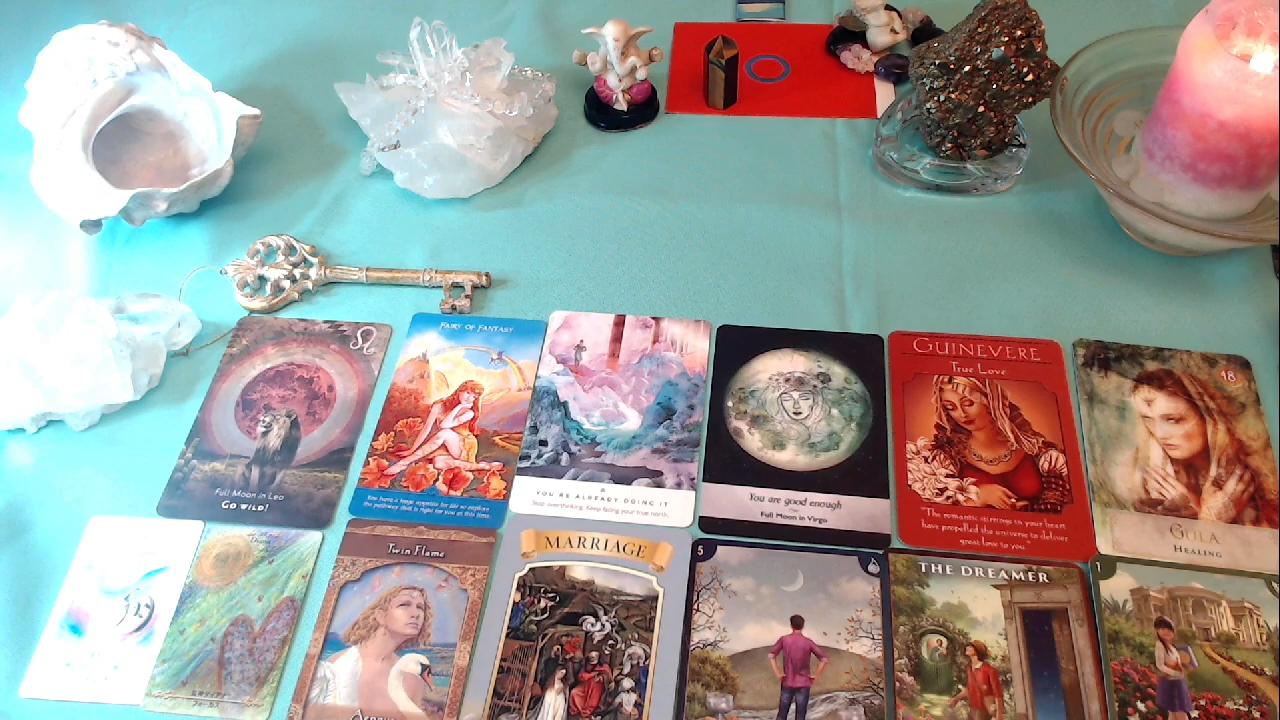 ♌
Full Moon in Leo
GO WILD!
FAIRY OF FANTASY
You have a huge appetite for life so explore
the pathway that is right for you at this time.
YOU'RE ALREADY DOING IT
Stop overthinking. Keep facing your true north.
You are good enough
Full Moon in Virgo
GUINEVERE
True Love
"The romantic stirrings in your heart
have propelled the universe to deliver
great love to you."
18
GULA
HEALING
Twin Flame
MARRIAGE
5
THE DREAMER
1